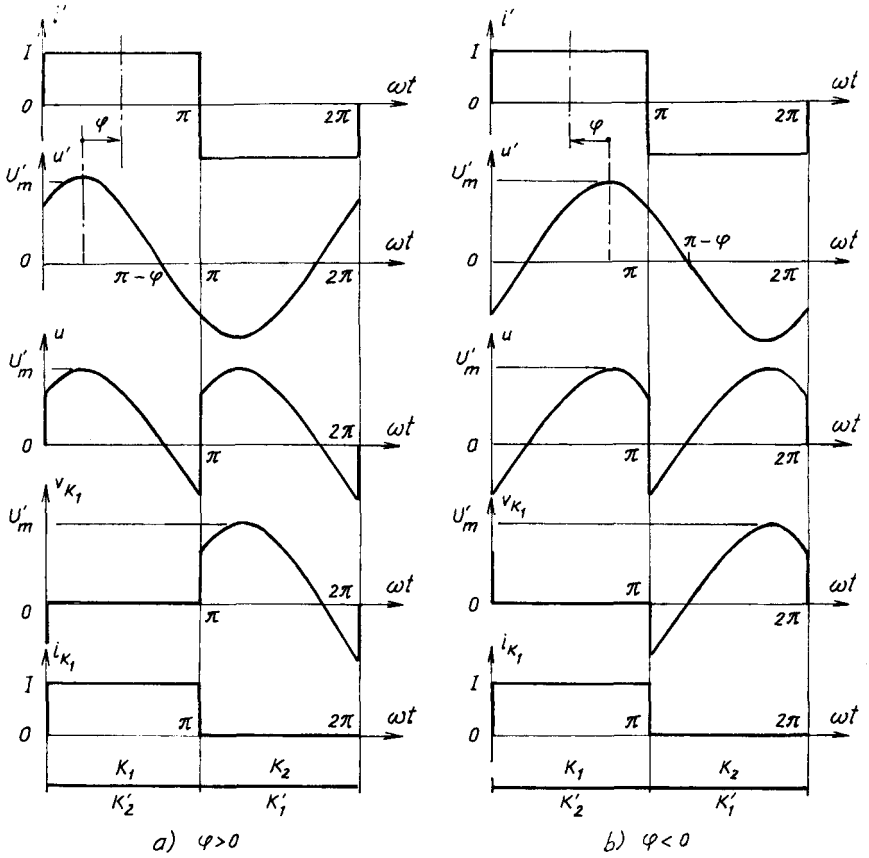 i'
I
0
π
2π
ωt
φ
u'
U'm
0
π-φ
π
2π
ωt
u
U'm
0
π
2π
ωt
vK1
U'm
0
π
2π
ωt
iK1
I
0
π
2π
ωt
K1
K2
K'2
K'1
a) φ>0
i'
I
0
π
2π
ωt
φ
u'
U'm
0
π
π-φ
2π
ωt
u
U'm
0
π
2π
ωt
vK1
U'm
0
π
2π
ωt
iK1
I
0
π
2π
ωt
K1
K2
K'2
K'1
b) φ<0